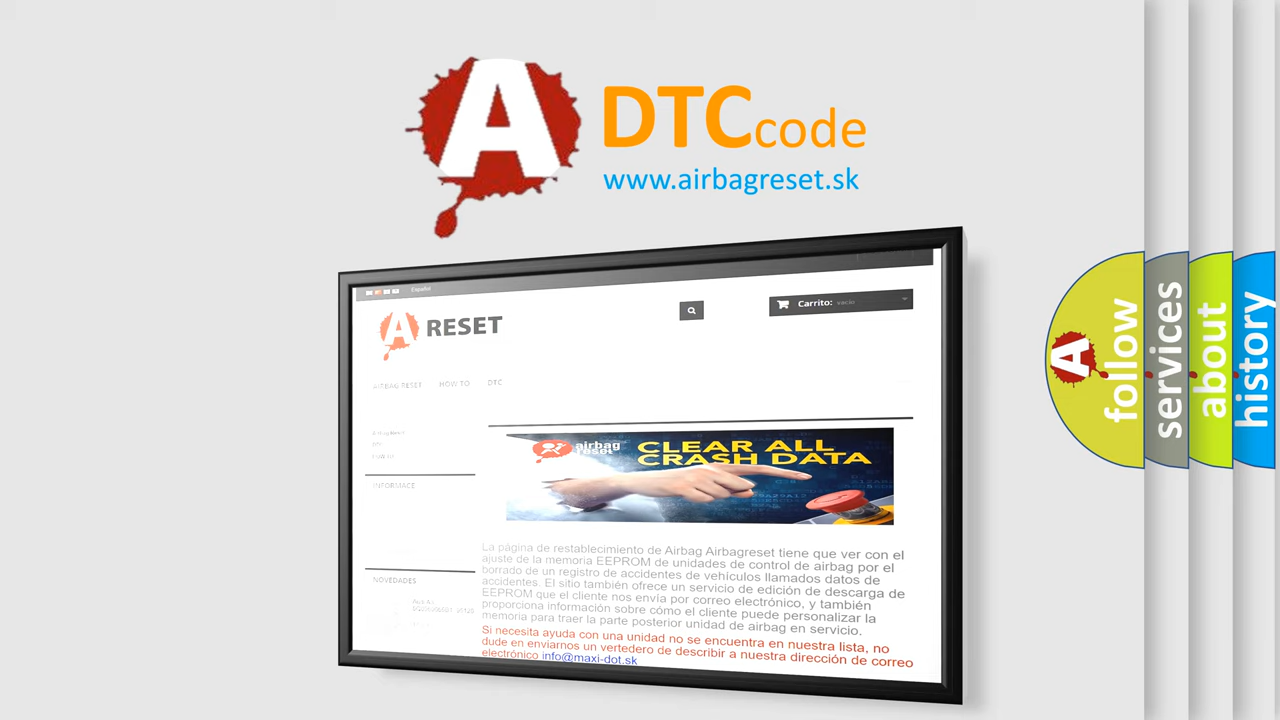 A DTCcode
www.airbagreset.sk
Español
A RESET
Carrito: vacío
AIRBAG RESET HOW TO DTC
INFORMACE
NOVEDADES
airbag
reset
CLEAR ALL
CRASH DATA
La página de restablecimiento de Airbag Airbagreset tiene que ver con el
ajuste de la memoria EEPROM de unidades de control de airbag por el
borrado de un registro de accidentes de vehículos llamados datos de
accidentes. El sitio también ofrece un servicio de edición de descarga de
EEPROM que el cliente nos envía por correo electrónico, y también
proporciona información sobre cómo el cliente puede personalizar la
memoria para traer la parte posterior unidad de airbag en servicio.
Si necesita ayuda con una unidad no se encuentra en nuestra lista, no
dude en enviarnos un vertedero de describir a nuestra dirección de correo
electrónico info@maxi-dot.sk
A
follow
services
about
history